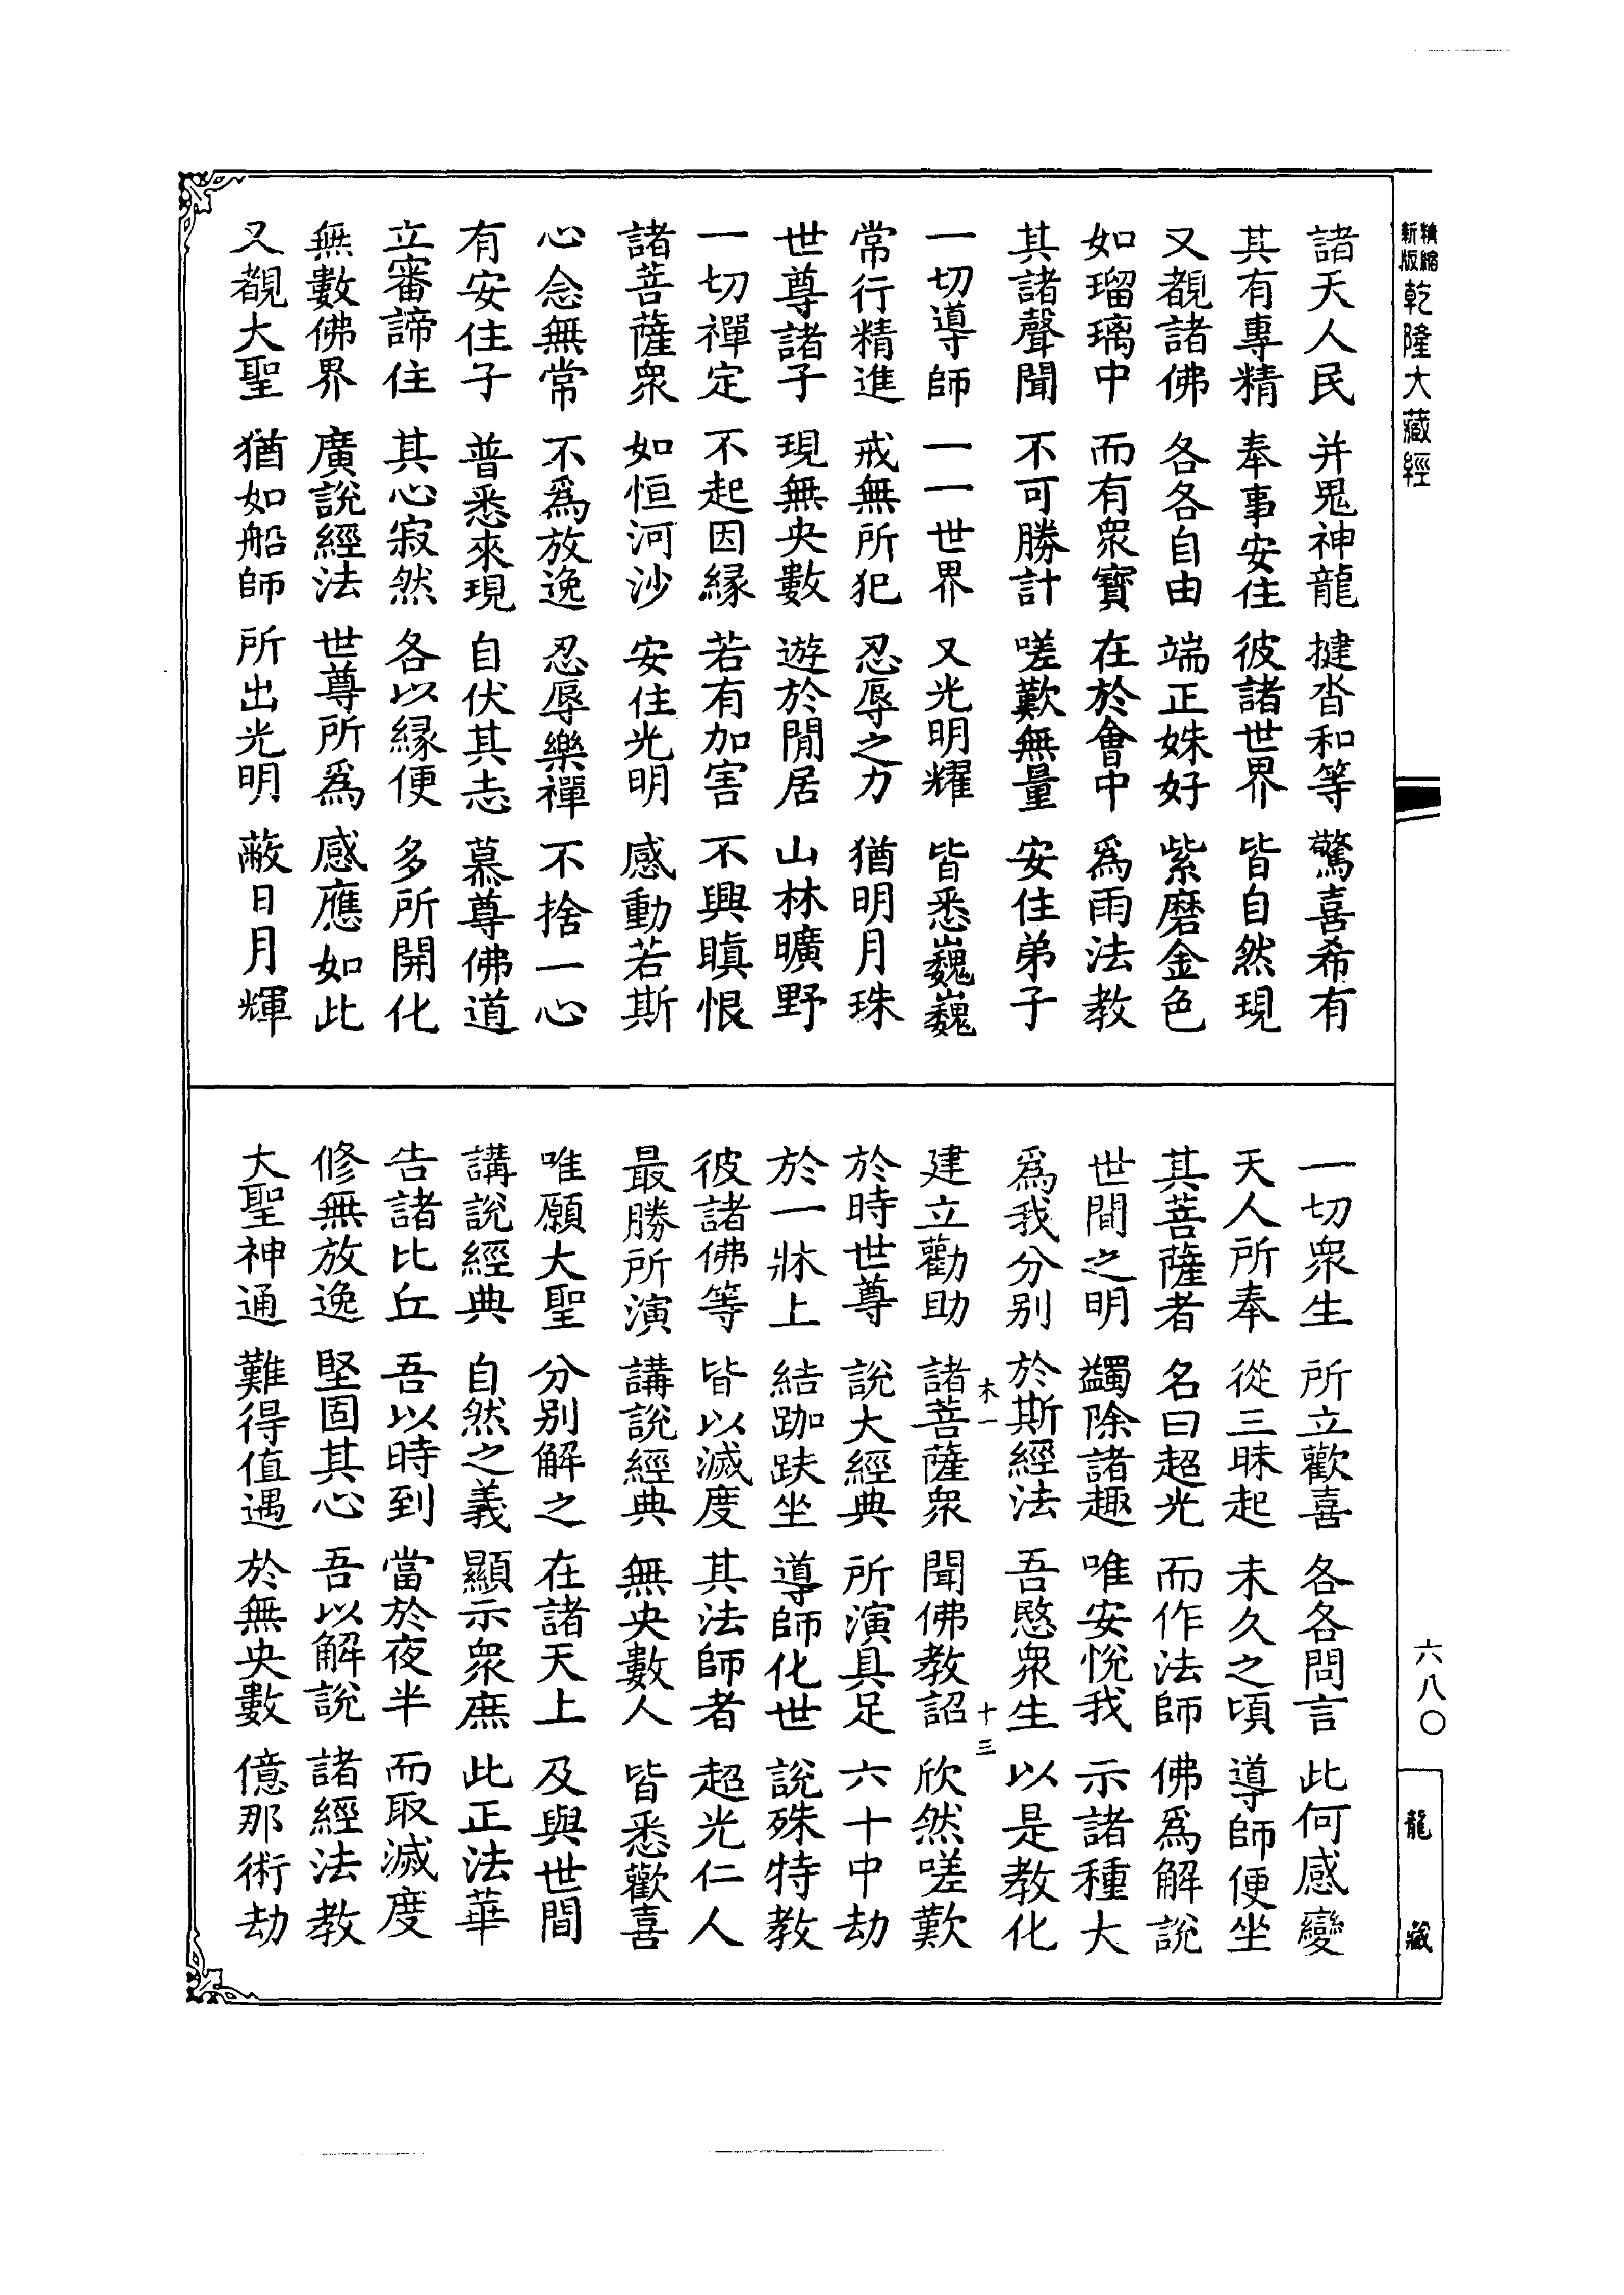 精縮新版乾隆大藏經
諸天人民 并鬼神龍 揵沓和等 驚喜希有
其有專精 奉事安住 彼諸世界 皆自然現
又覩諸佛 各各自由 端正姝好 紫磨金色
如瑠璃中 而有衆寶 在於會中 爲雨法教
其諸聲聞 不可勝計 嗟歎無量 安住弟子
一切導師 一一世界 又光明耀 皆悉巍巍
常行精進 戒無所犯 忍辱之力 猶明月珠
世尊諸子 現無央數 遊於閒居 山林曠野
一切禪定 不起因縁 若有加害 不興瞋恨
諸菩薩衆 如恒河沙 安住光明 感動若斯
心念無常 不爲放逸 忍辱樂禪 不捨一心
有安住子 普悉來現 自伏其志 慕尊佛道
立審諦住 其心寂然 各以縁便 多所開化
無數佛界 廣說經法 世尊所爲 感應如此
又覩大聖 猶如船師 所出光明 蔽日月輝
一切衆生 所立歡喜 各各問言 此何感變
天人所奉 從三昧起 未久之頃 導師便坐
其菩薩者 名曰超光 而作法師 佛爲解說
世間之明 蠲除諸趣 唯安悅我 示諸種大
爲我分别 於斯經法 吾愍衆生 以是教化
木一 十三
建立勸助 諸菩薩衆 聞佛教詔 欣然嗟歎
於時世尊 說大經典 所演具足 六十中劫
於一牀上 結跏趺坐 導師化世 說殊特教
彼諸佛等 皆以滅度 其法師者 超光仁人
最勝所演 講說經典 無央數人 皆悉歡喜
唯願大聖 分别解之 在諸天上 及與世間
講說經典 自然之義 顯示衆庶 此正法華
告諸比丘 吾以時到 當於夜半 而取滅度
修無放逸 堅固其心 吾以解說 諸經法教
大聖神通 難得值遇 於無央數 億那術劫
六八〇
龍藏